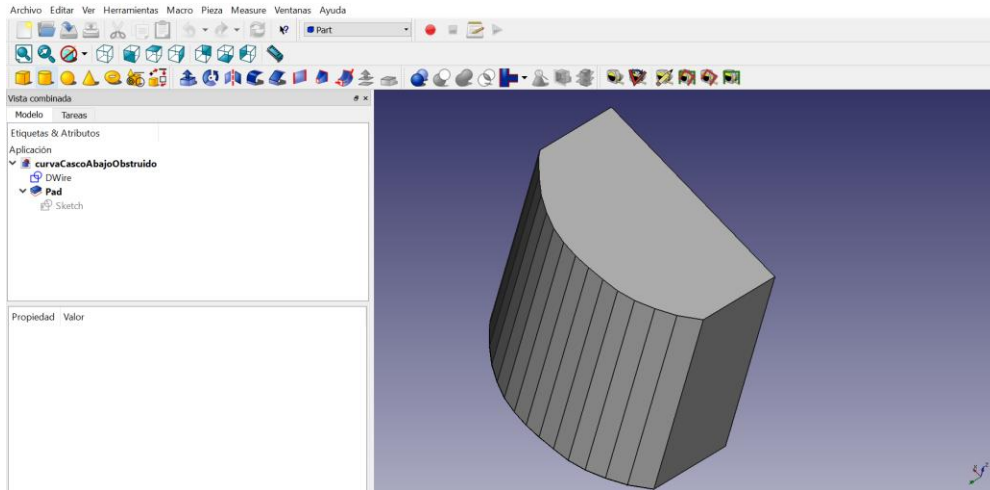 Archivo Editar Ver Herramientas Macro Pieza Measure Ventanas Ayuda
Part
Vista combinada
Modelo Tareas
Etiquetas & Atributos
Aplicación
curvaCascoAbajoObstruido
DWire
Pad
Sketch
Propiedad Valor